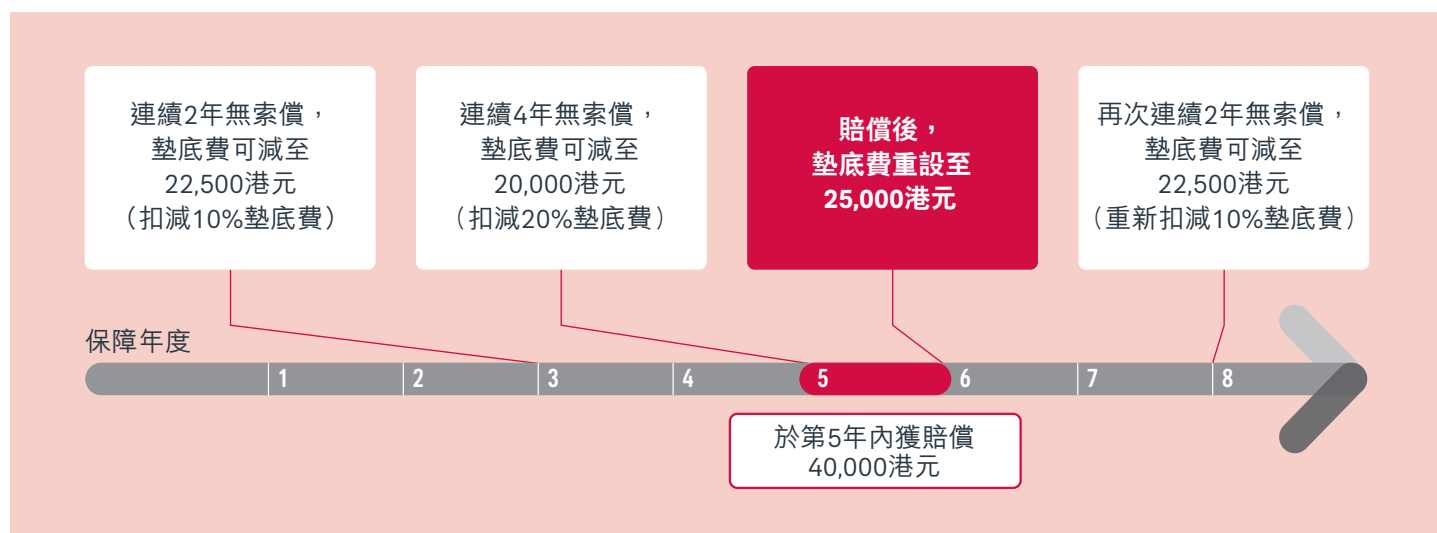 連續2年無索償，
墊底費可減至
22,500港元
（扣減10%墊底費）
連續4年無索償，
墊底費可減至
20,000港元
（扣減20%墊底費）
賠償後，
墊底費重設至
25,000港元
再次連續2年無索償，
墊底費可減至
22,500港元
（重新扣減10%墊底費）
保障年度
1 2 3 4 5 6 7 8
於第5年內獲賠償
40,000港元